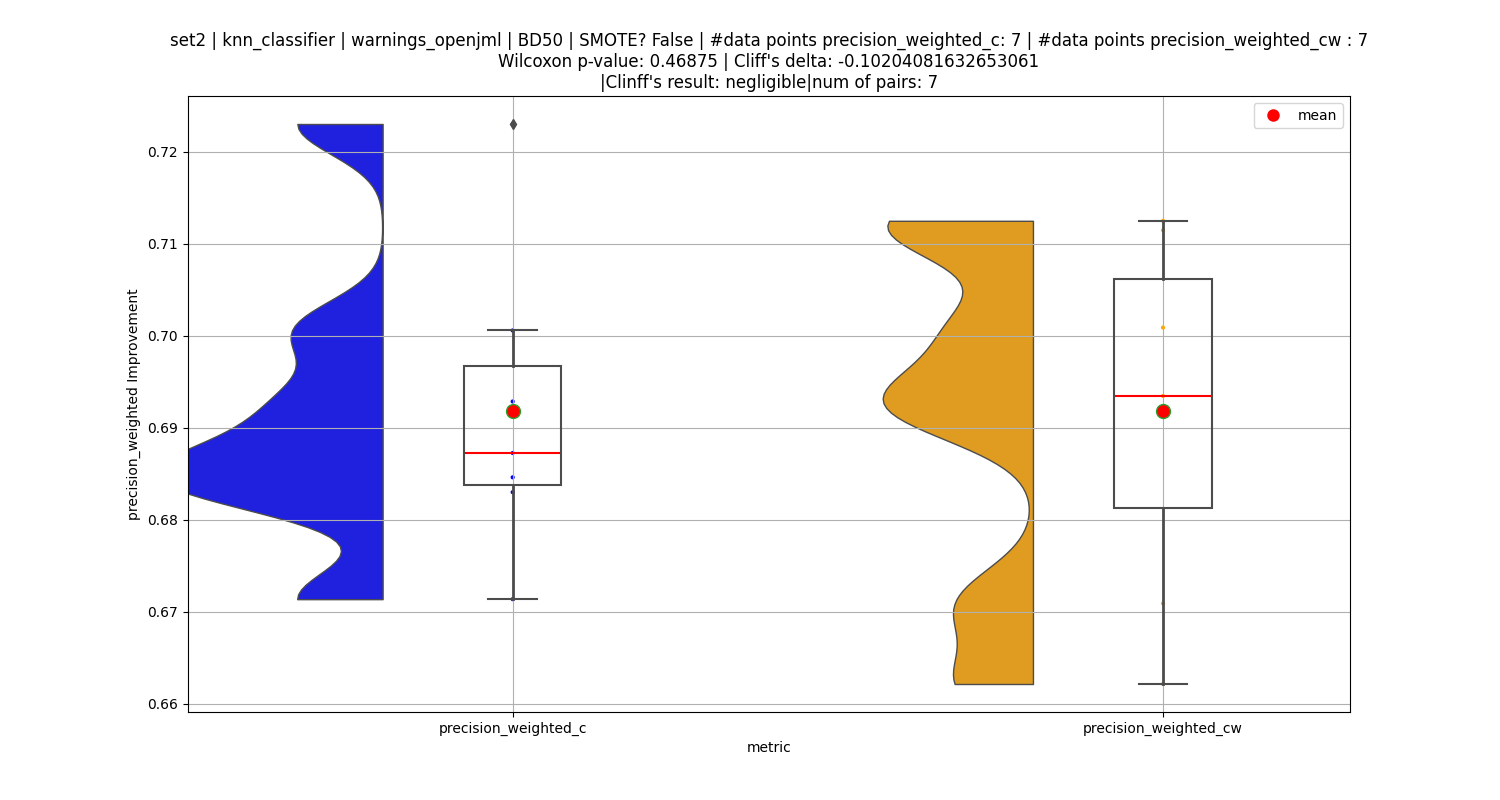 set2 | knn_classifier | warnings_openjml | BD50 | SMOTE? False | #data points precision_weighted_c: 7 | #data points precision_weighted_cw : 7
Wilcoxon p-value: 0.46875 | Cliff's delta: -0.10204081632653061
|Clinff's result: negligible|num of pairs: 7
mean
0.72
0.71
0.70
0.69
0.68
0.67
0.66
precision_weighted Improvement
precision_weighted_c
precision_weighted_cw
metric